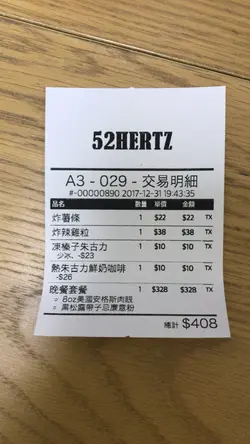 52HERTZ
A3 - 029 - 交易明細
#-00000890 2017-12-31 19:43:35
品名 數量 單價 金額
炸薯條 1 $22 $22 TX
炸辣雞粒 1 $38 $38 TX
凍榛子朱古力 1 $10 $10 TX
少冰、-$23
熱朱古力鮮奶咖啡 1 $10 $10 TX
-$26
晚餐套餐 1 $328 $328 TX
○ 8oz美國安格斯肉眼
○ 黑松露帶子忌廉意粉
總計 $408